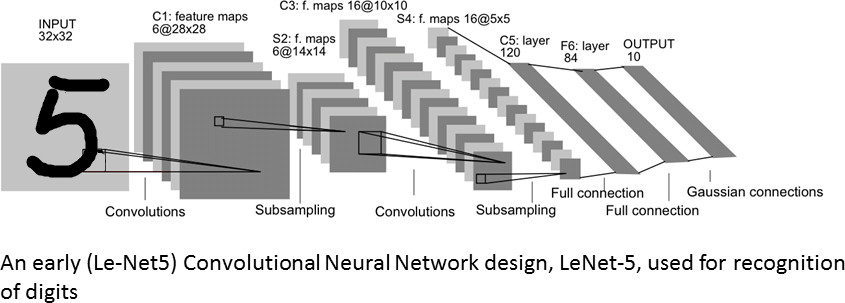 INPUT
32x32
C1: feature maps
6@28x28
S2: f. maps
6@14x14
C3: f. maps 16@10x10
S4: f. maps 16@5x5
C5: layer
120
F6: layer
84
OUTPUT
10
5
Convolutions
Subsampling
Convolutions
Subsampling
Full connection
Full connection
Gaussian connections
An early (Le-Net5) Convolutional Neural Network design, LeNet-5, used for recognition
of digits